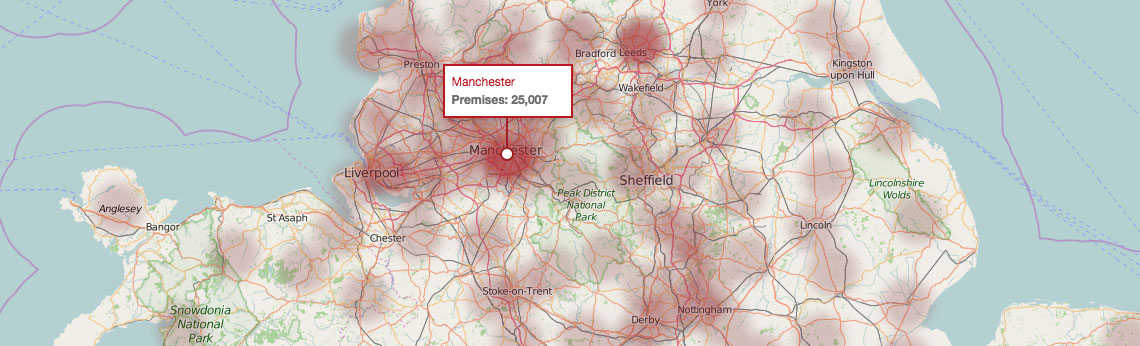 York
Bradford Leeds
Preston
Kingston
upon Hull
Manchester
Premises: 25,007
Wakefield
Manchester
Liverpool
Sheffield
Peak District
National
Park
Lincolnshire
Wolds
Anglesey
Bangor
St Asaph
Chester
Lincoln
Stoke-on-Trent
Snowdonia
National
Park
Nottingham
Derby